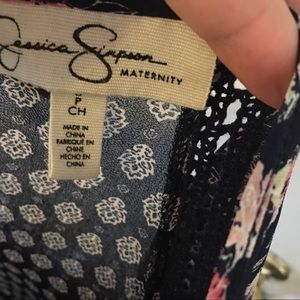 Jessica Simpson
MATERNITY
P
CH
MADE IN
CHINA
FABRIQUÉ EN
CHINE
HECHO EN
CHINA